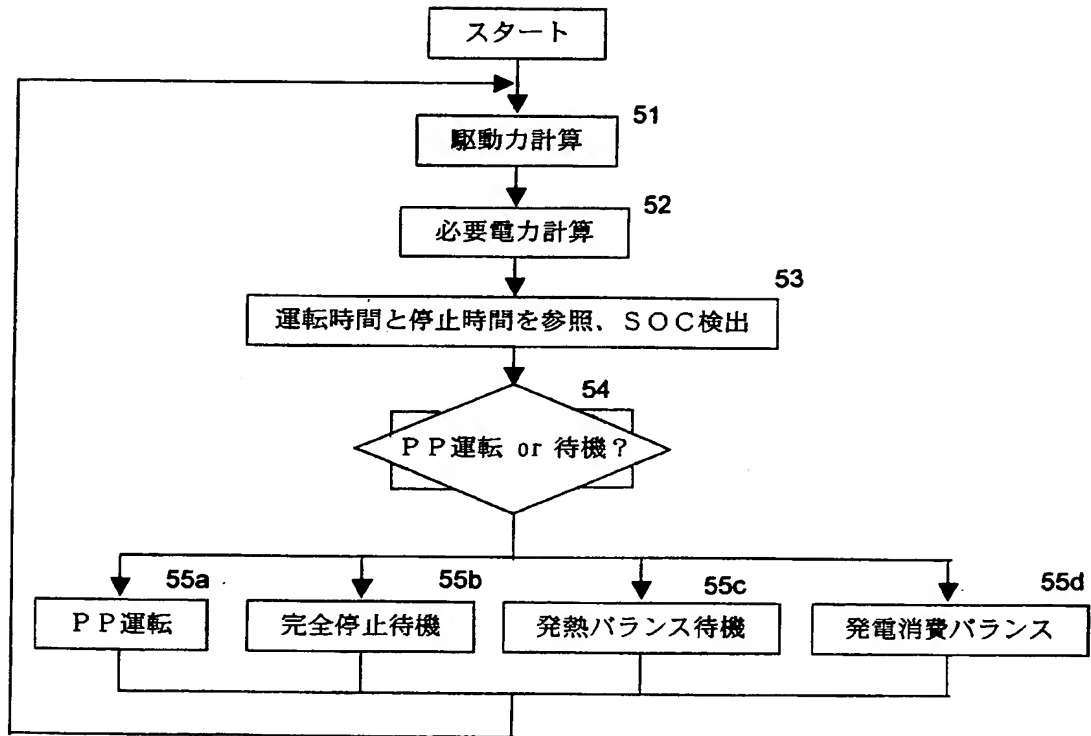 スタート
51
駆動力計算
52
必要電力計算
53
運転時間と停止時間を参照、ＳＯＣ検出
54
ＰＰ運転 or 待機？
55a
ＰＰ運転
55b
完全停止待機
55c
発熱バランス待機
55d
発電消費バランス